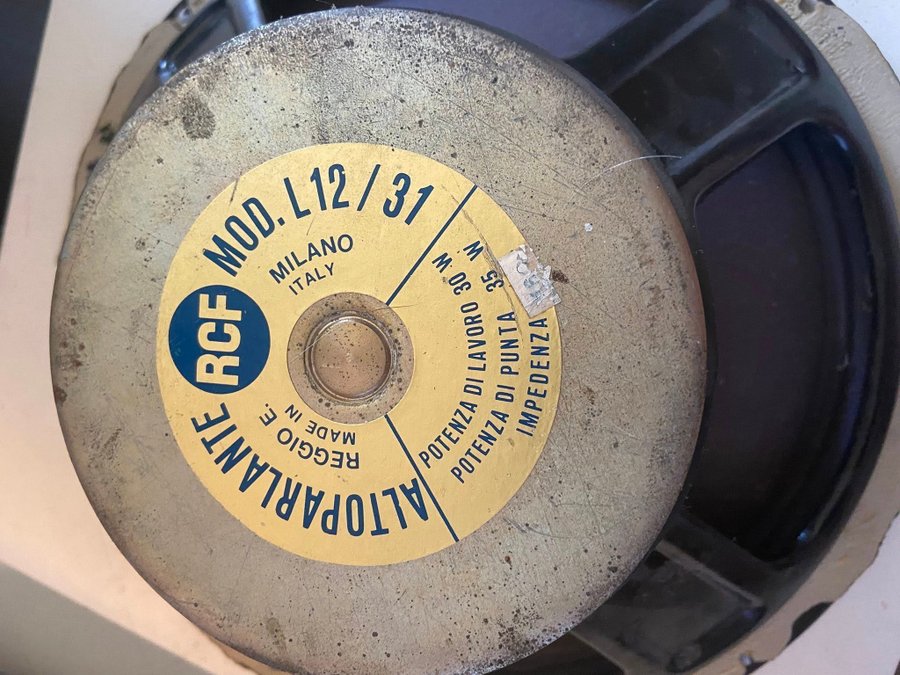 ALTOPARLANTE RCF MOD. L12/31
REGGIO E. MILANO
MADE IN ITALY
POTENZA DI LAVORO 30 W
POTENZA DI PUNTA 35 W
IMPEDENZA